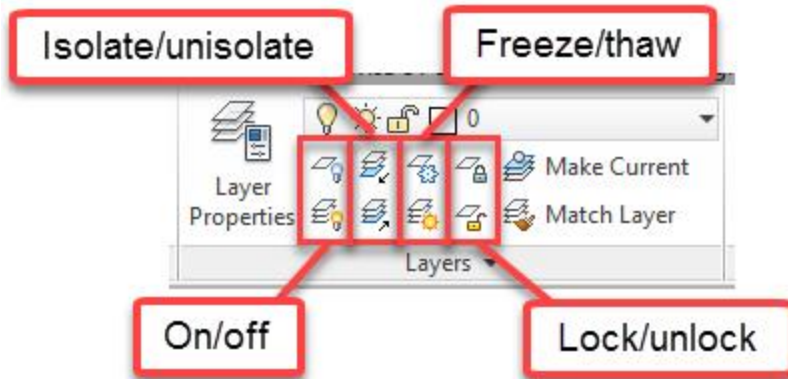 Isolate/unisolate
Freeze/thaw
0
Layer
Properties
Make Current
Match Layer
Layers
On/off
Lock/unlock